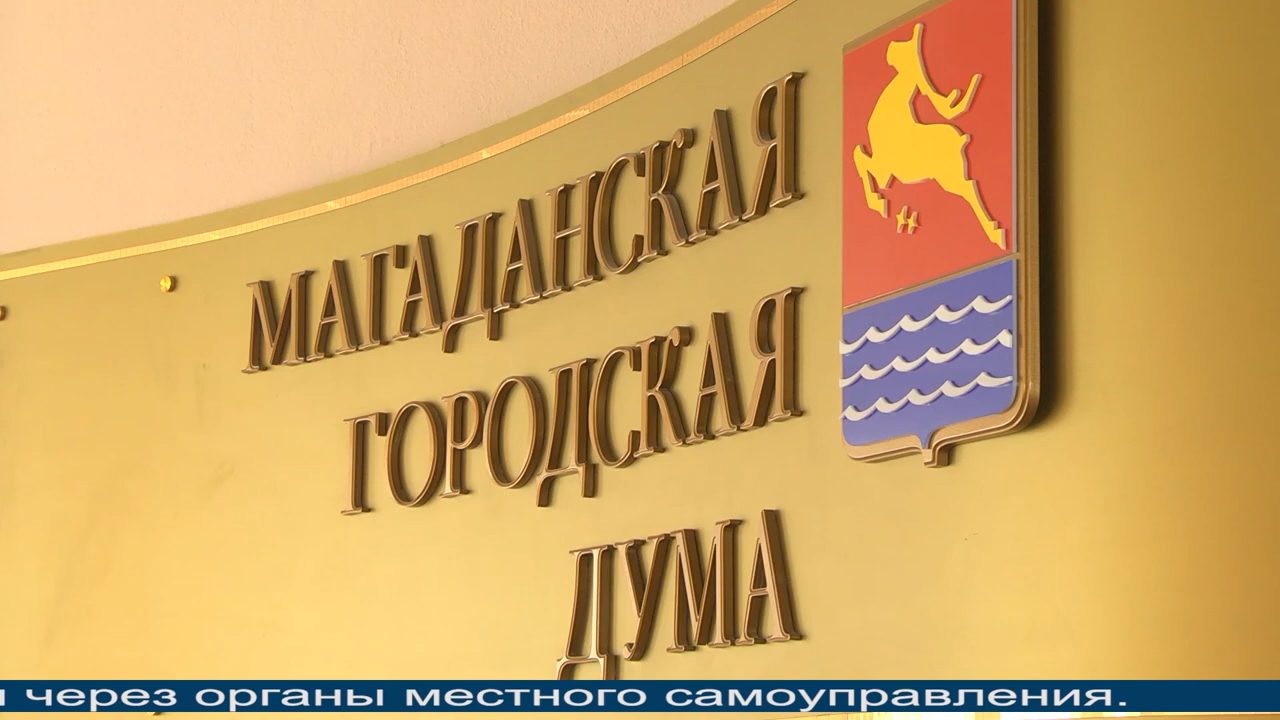 МАГАДАНСКАЯ
ГОРОДСКАЯ
ДУМА
через органы местного самоуправления.